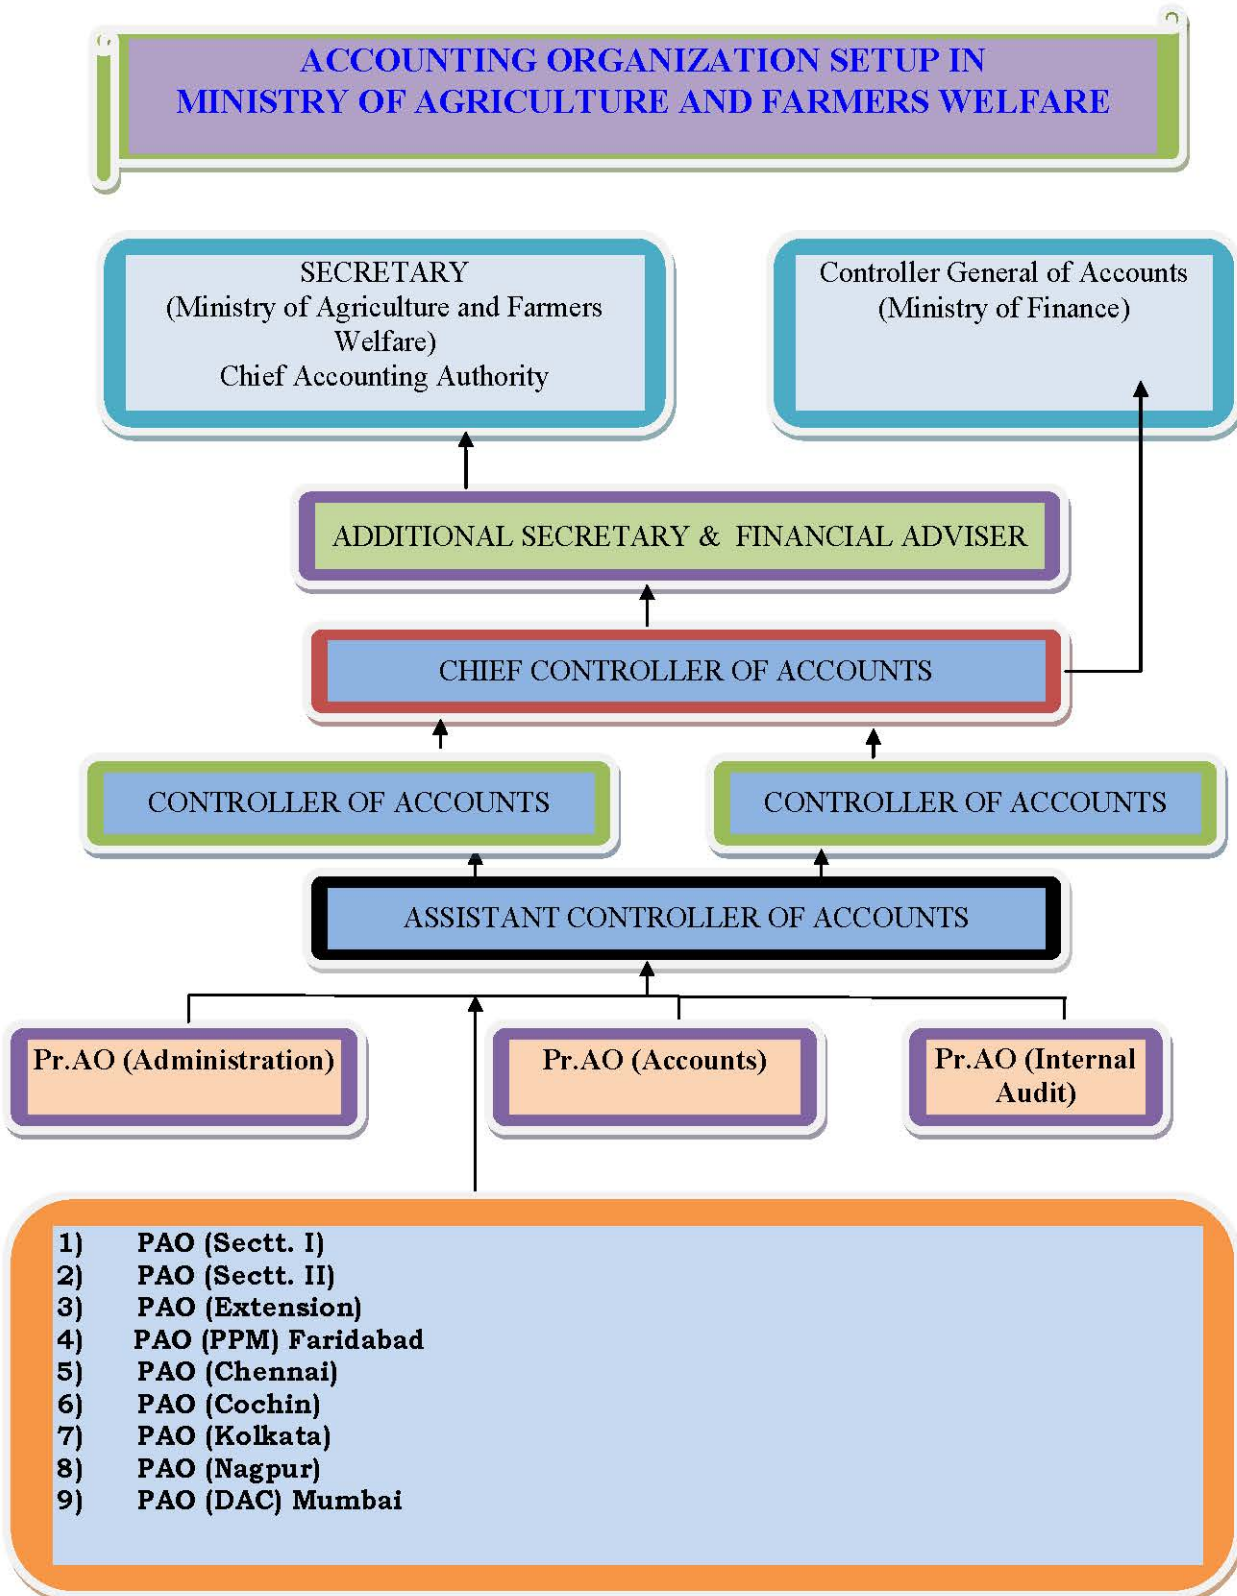 ACCOUNTING ORGANIZATION SETUP IN
MINISTRY OF AGRICULTURE AND FARMERS WELFARE
SECRETARY
(Ministry of Agriculture and Farmers
Welfare)
Chief Accounting Authority
Controller General of Accounts
(Ministry of Finance)
ADDITIONAL SECRETARY & FINANCIAL ADVISER
CHIEF CONTROLLER OF ACCOUNTS
CONTROLLER OF ACCOUNTS
CONTROLLER OF ACCOUNTS
ASSISTANT CONTROLLER OF ACCOUNTS
Pr.AO (Administration)
Pr.AO (Accounts)
Pr.AO (Internal
Audit)
1) PAO (Sectt. I)
2) PAO (Sectt. II)
3) PAO (Extension)
4) PAO (PPM) Faridabad
5) PAO (Chennai)
6) PAO (Cochin)
7) PAO (Kolkata)
8) PAO (Nagpur)
9) PAO (DAC) Mumbai